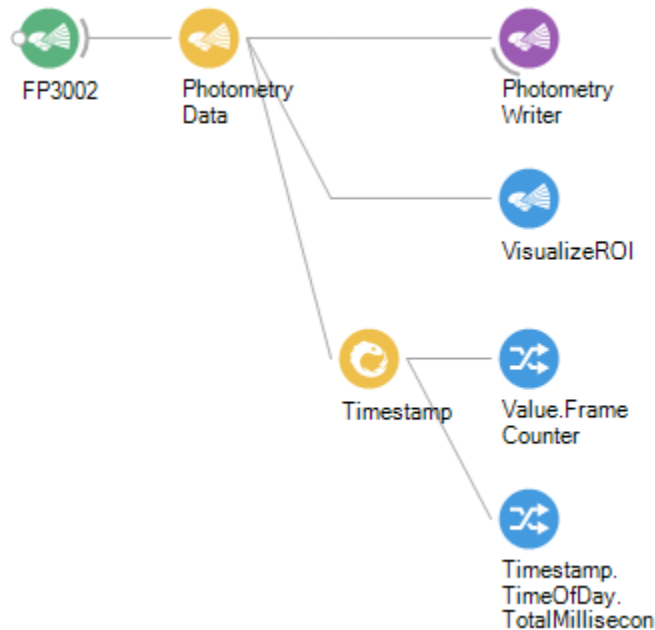 FP3002
Photometry
Data
Photometry
Writer
VisualizeROI
Timestamp
Value.Frame
Counter
Timestamp.
TimeOfDay.
TotalMillisecon